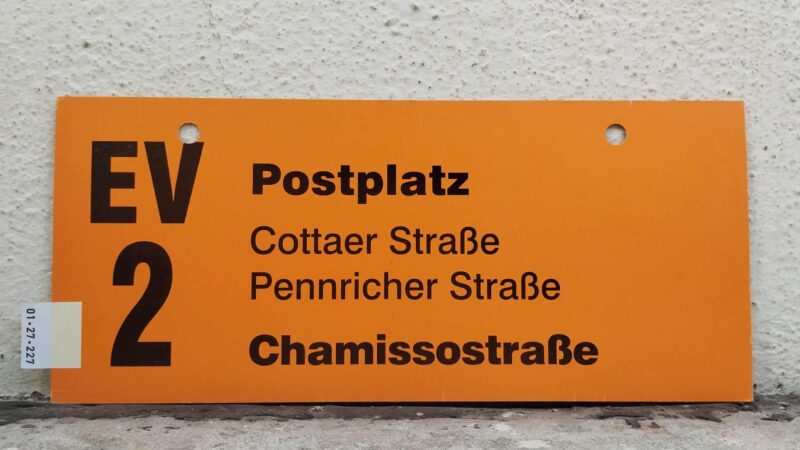 EV
2
Postplatz
Cottaer Straße
Pennricher Straße
Chamissostraße
01·27·227